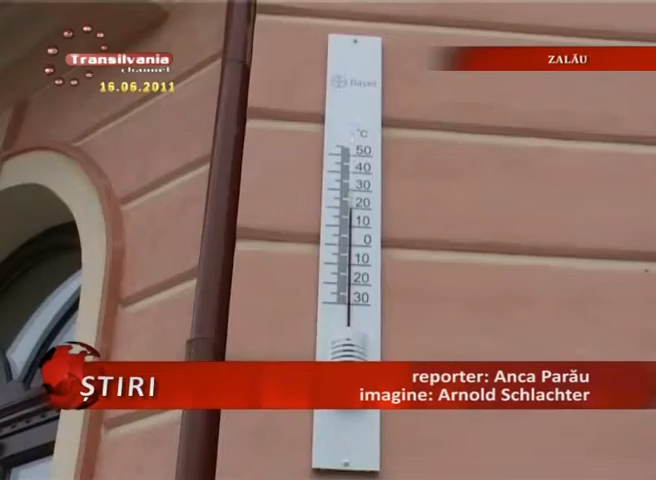 Transilvania
channel
16.06.2011
ZALĂU
Bayer
°C
50
40
30
20
10
0
10
20
30
ȘTIRI
reporter: Anca Parău
imagine: Arnold Schlachter